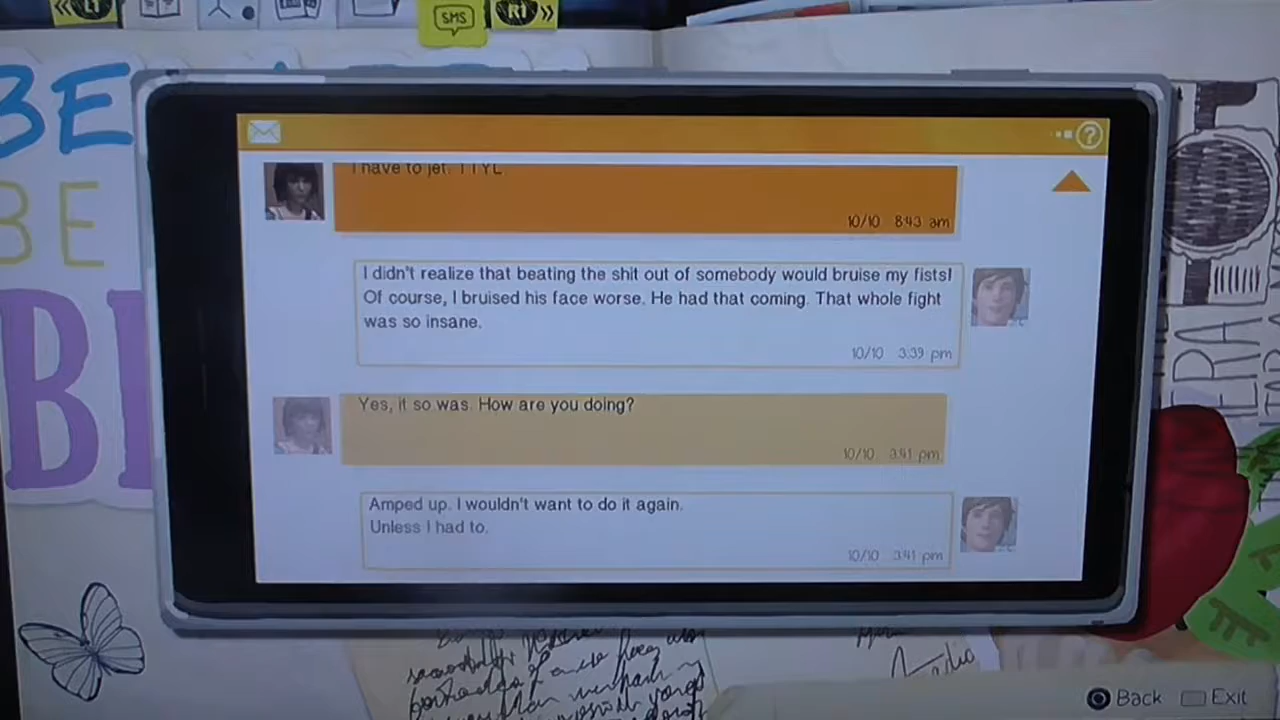 L1
SMS
R1
BE
BE
I have to jet. TTYL
10/10 8:43 am
I didn't realize that beating the shit out of somebody would bruise my fists!
Of course, I bruised his face worse. He had that coming. That whole fight
was so insane.
10/10 3:39 pm
Yes, it so was. How are you doing?
10/10 3:41 pm
Amped up. I wouldn't want to do it again.
Unless I had to.
10/10 3:41 pm
Back Exit